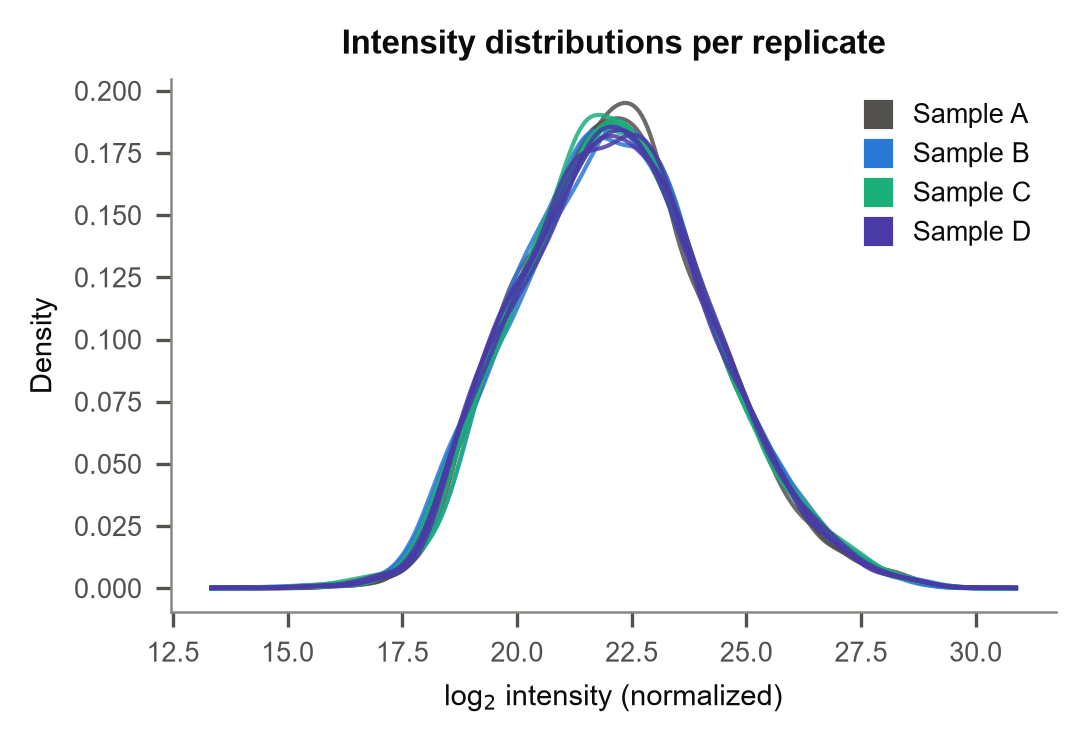 Intensity distributions per replicate
0.200
0.175
0.150
0.125
0.100
0.075
0.050
0.025
0.000
Density
Sample A
Sample B
Sample C
Sample D
12.5 15.0 17.5 20.0 22.5 25.0 27.5 30.0
log₂ intensity (normalized)